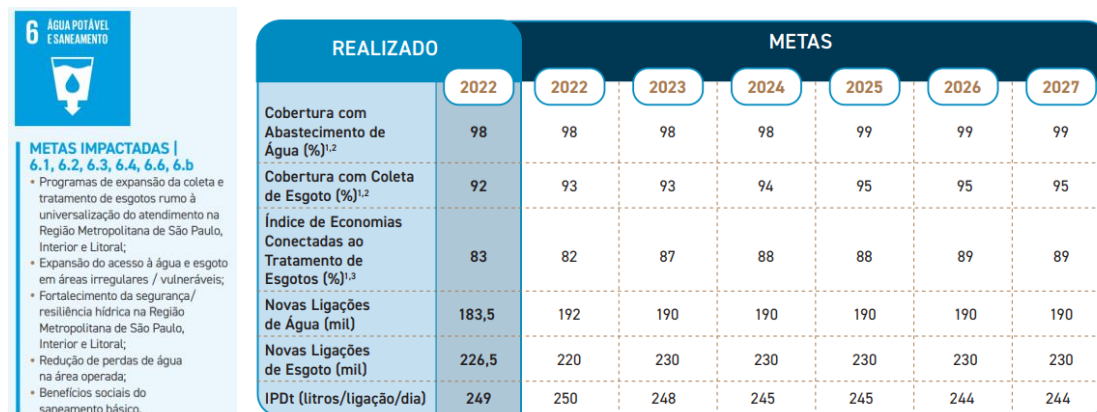 6 ÁGUA POTÁVEL
E SANEAMENTO
METAS IMPACTADAS |
6.1, 6.2, 6.3, 6.4, 6.6, 6.b
• Programas de expansão da coleta e
tratamento de esgotos rumo à
universalização do atendimento na
Região Metropolitana de São Paulo,
Interior e Litoral;
• Expansão do acesso à água e esgoto
em áreas irregulares / vulneráveis;
• Fortalecimento da segurança/
resiliência hídrica na Região
Metropolitana de São Paulo,
Interior e Litoral;
• Redução de perdas de água
na área operada;
• Benefícios sociais do
saneamento básico.
REALIZADO METAS
2022 2022 2023 2024 2025 2026 2027
Cobertura com
Abastecimento de
Água (%)1,2 98 98 98 98 99 99 99
Cobertura com Coleta
de Esgoto (%)1,2 92 93 93 94 95 95 95
Índice de Economias
Conectadas ao
Tratamento de
Esgotos (%)1,3 83 82 87 88 88 89 89
Novas Ligações
de Água (mil) 183,5 192 190 190 190 190 190
Novas Ligações
de Esgoto (mil) 226,5 220 230 230 230 230 230
IPDt (litros/ligação/dia) 249 250 248 245 245 244 244